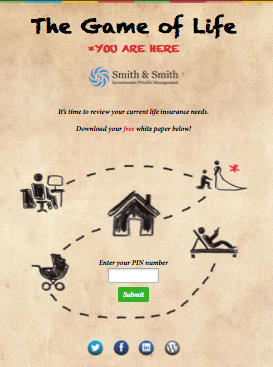 The Game of Life
*YOU ARE HERE
Smith & Smith
Investments/Wealth Management
It's time to review your current life insurance needs.
Download your free white paper below!
Enter your PIN number
Submit